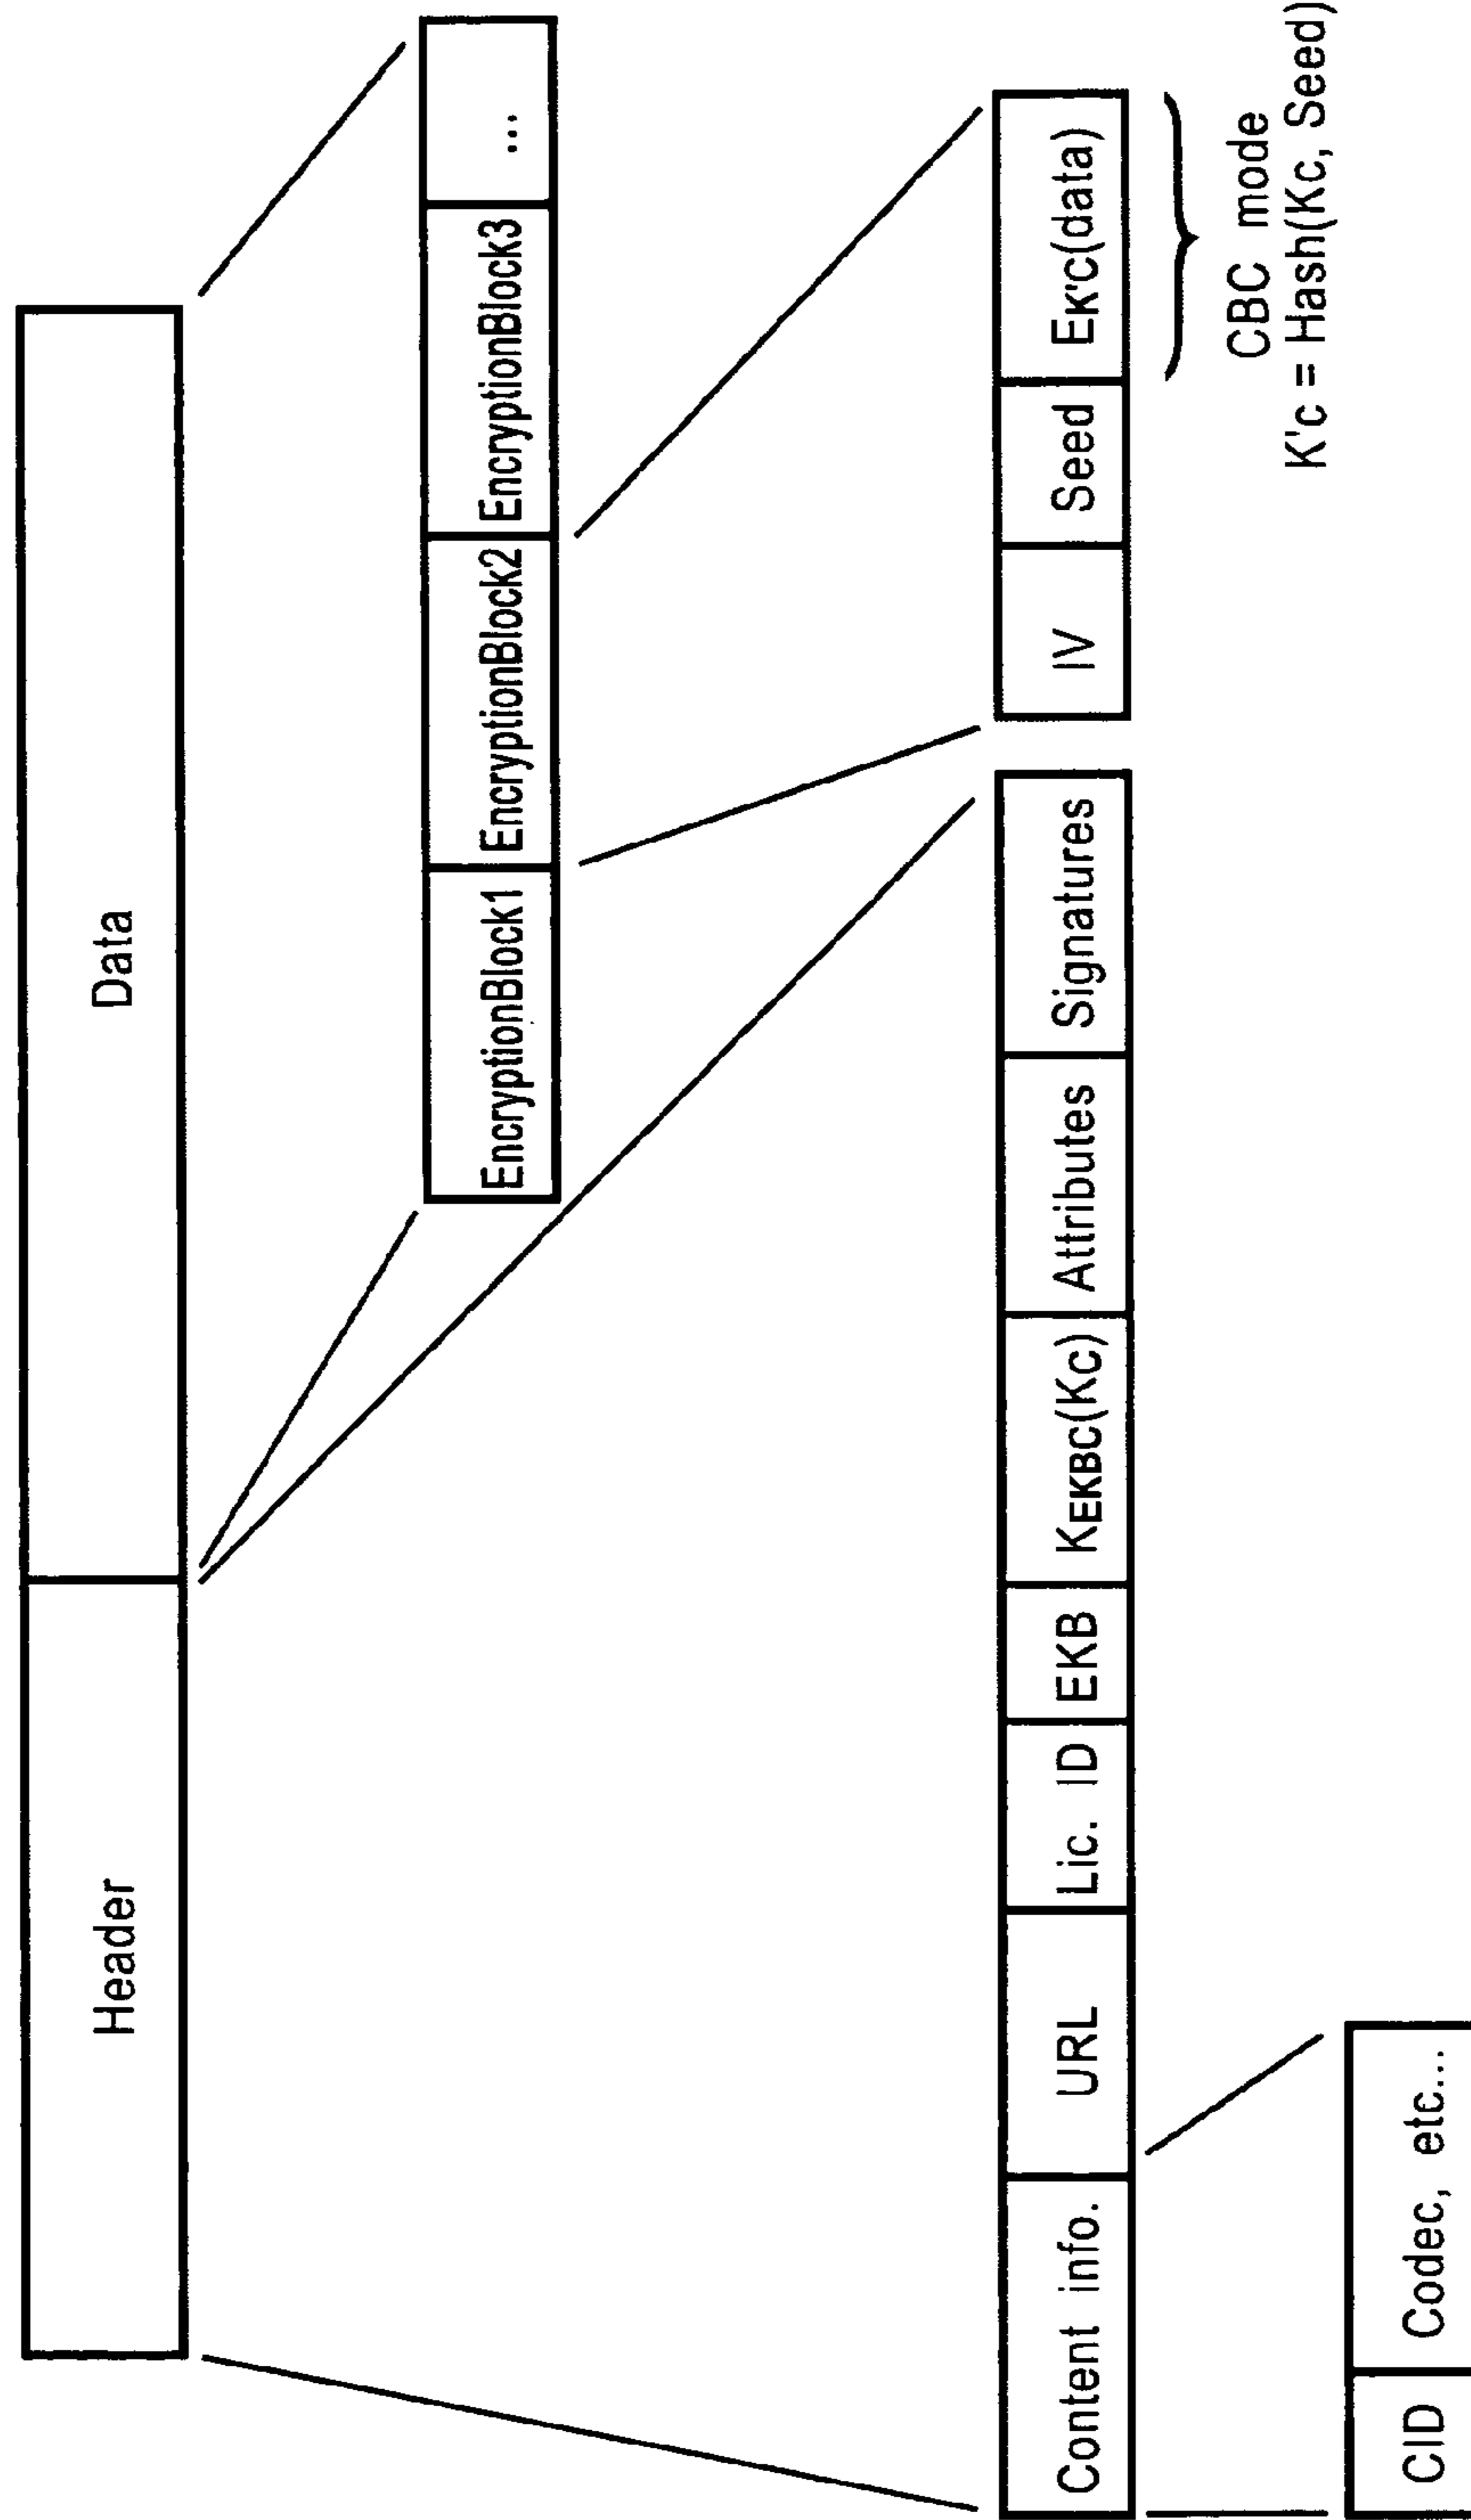 Header
Data
EncryptionBlock1
EncryptionBlock2
EncryptionBlock3
...
Content info.
URL
Lic. ID
EKB
KEKBC(Kc)
Attributes
Signatures
IV
Seed
EK'c(data)
CBC mode
K'c = Hash(Kc, Seed)
CID
Codec, etc...